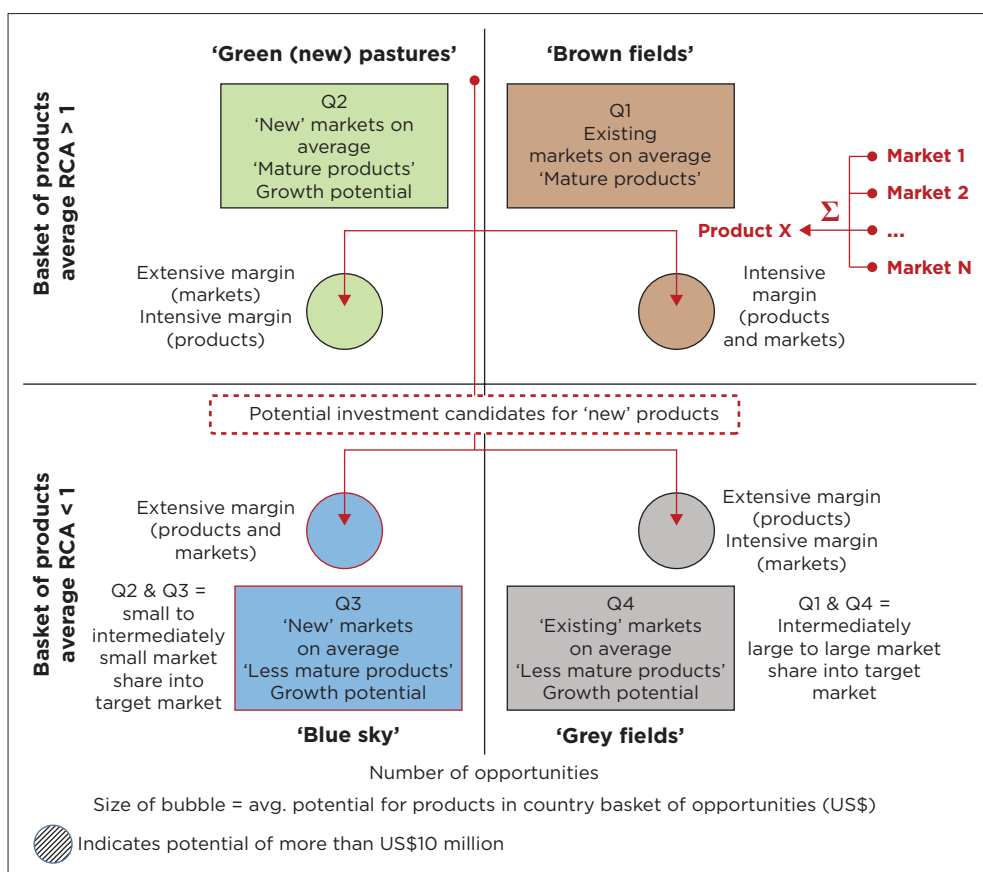 ‘Green (new) pastures’
‘Brown fields’
Basket of products
average RCA > 1
Q2
‘New’ markets on
average
‘Mature products’
Growth potential
Q1
Existing
markets on average
‘Mature products’
Market 1
Market 2
...
Market N
Σ
Product X
Extensive margin
(markets)
Intensive margin
(products)
Intensive
margin
(products
and markets)
Potential investment candidates for ‘new’ products
Basket of products
average RCA < 1
Extensive margin
(products and
markets)
Extensive margin
(products)
Intensive margin
(markets)
Q2 & Q3 =
small to
intermediately
small market
share into
target market
Q3
‘New’ markets
on average
‘Less mature products’
Growth potential
Q4
‘Existing’ markets
on average
‘Less mature products’
Growth potential
Q1 & Q4 =
Intermediately
large to large market
share into target
market
‘Blue sky’
‘Grey fields’
Number of opportunities
Size of bubble = avg. potential for products in country basket of opportunities (US$)
Indicates potential of more than US$10 million